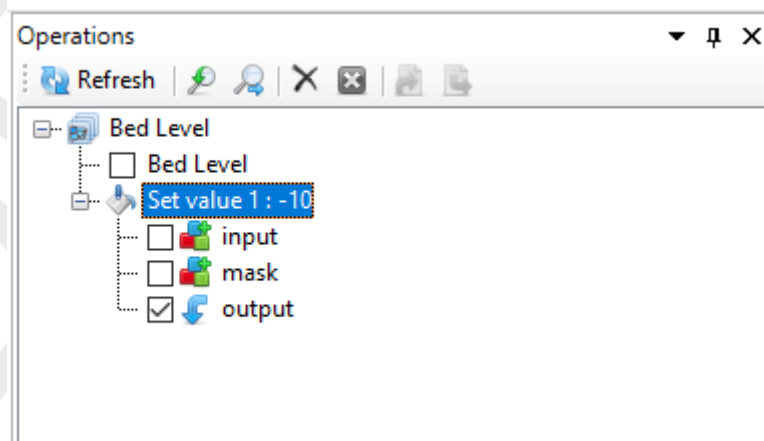 Operations
Refresh
Bed Level
Bed Level
Set value 1 : -10
input
mask
output